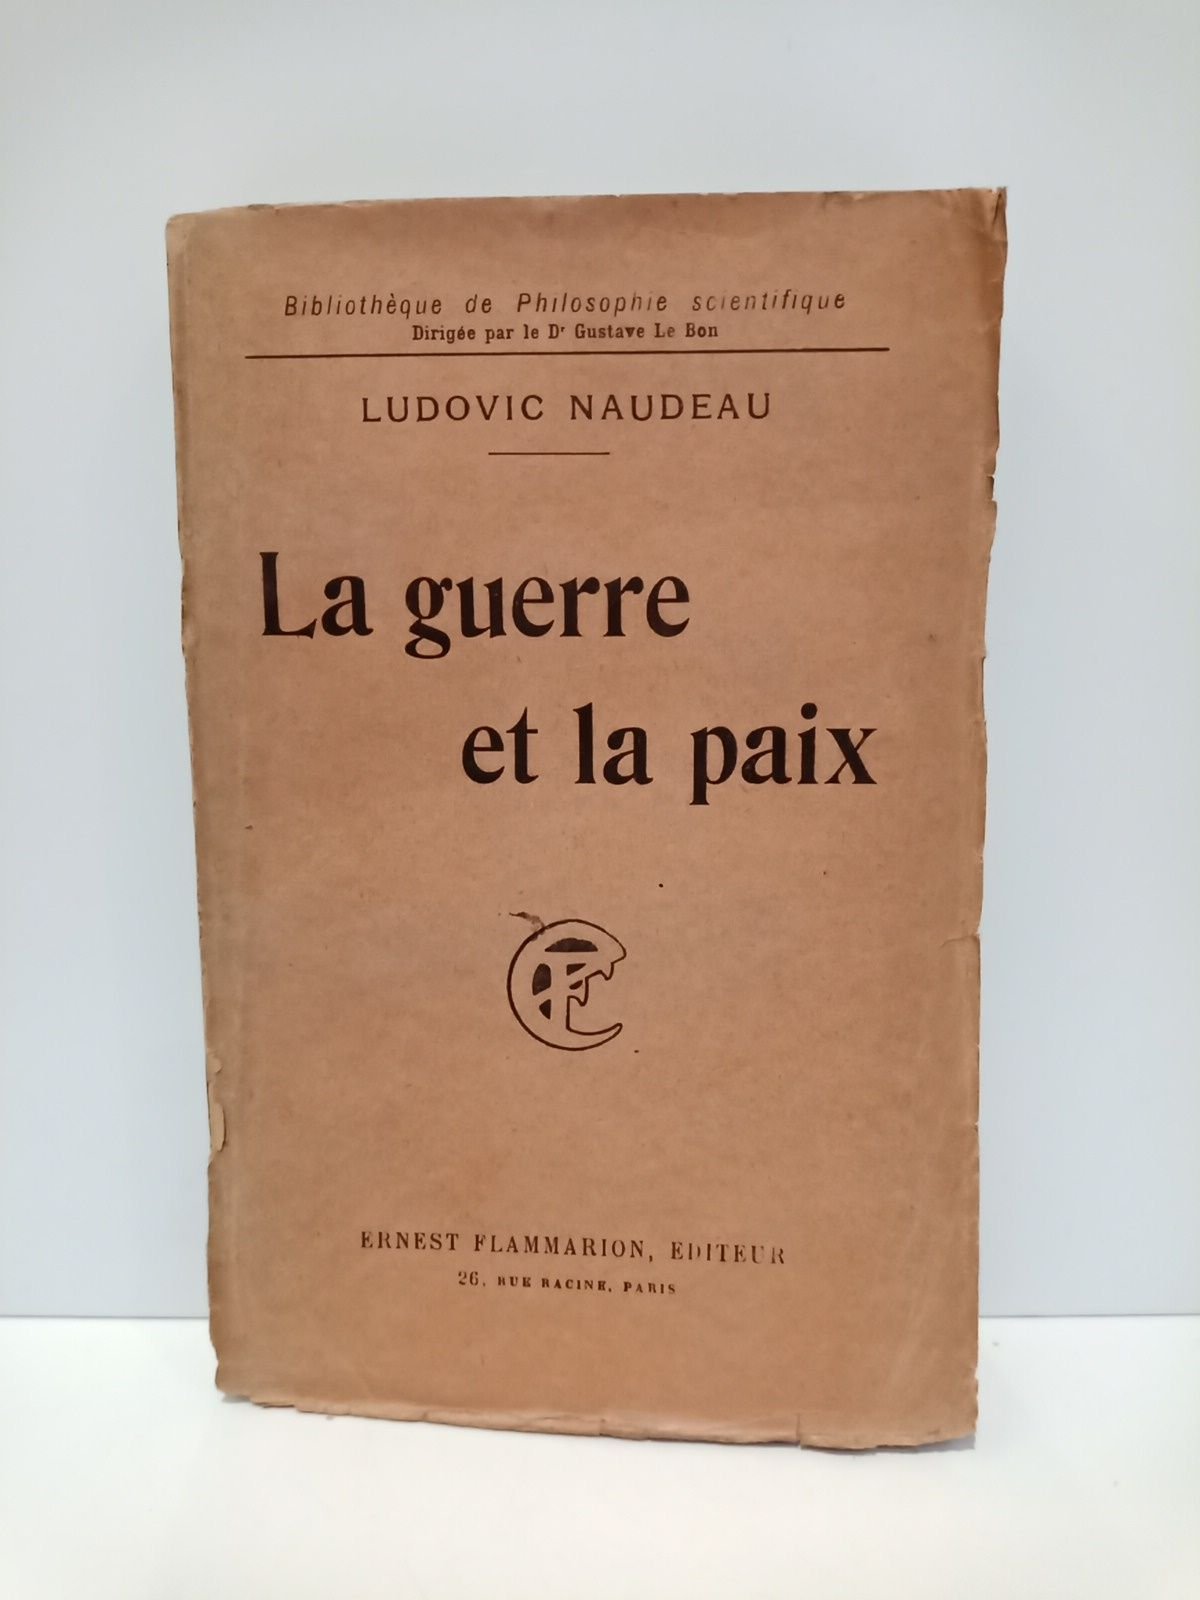 Bibliothèque de Philosophie scientifique
Dirigée par le Dr Gustave Le Bon
LUDOVIC NAUDEAU
La guerre
et la paix
EF
ERNEST FLAMMARION, EDITEUR
26, RUE RACINE, PARIS